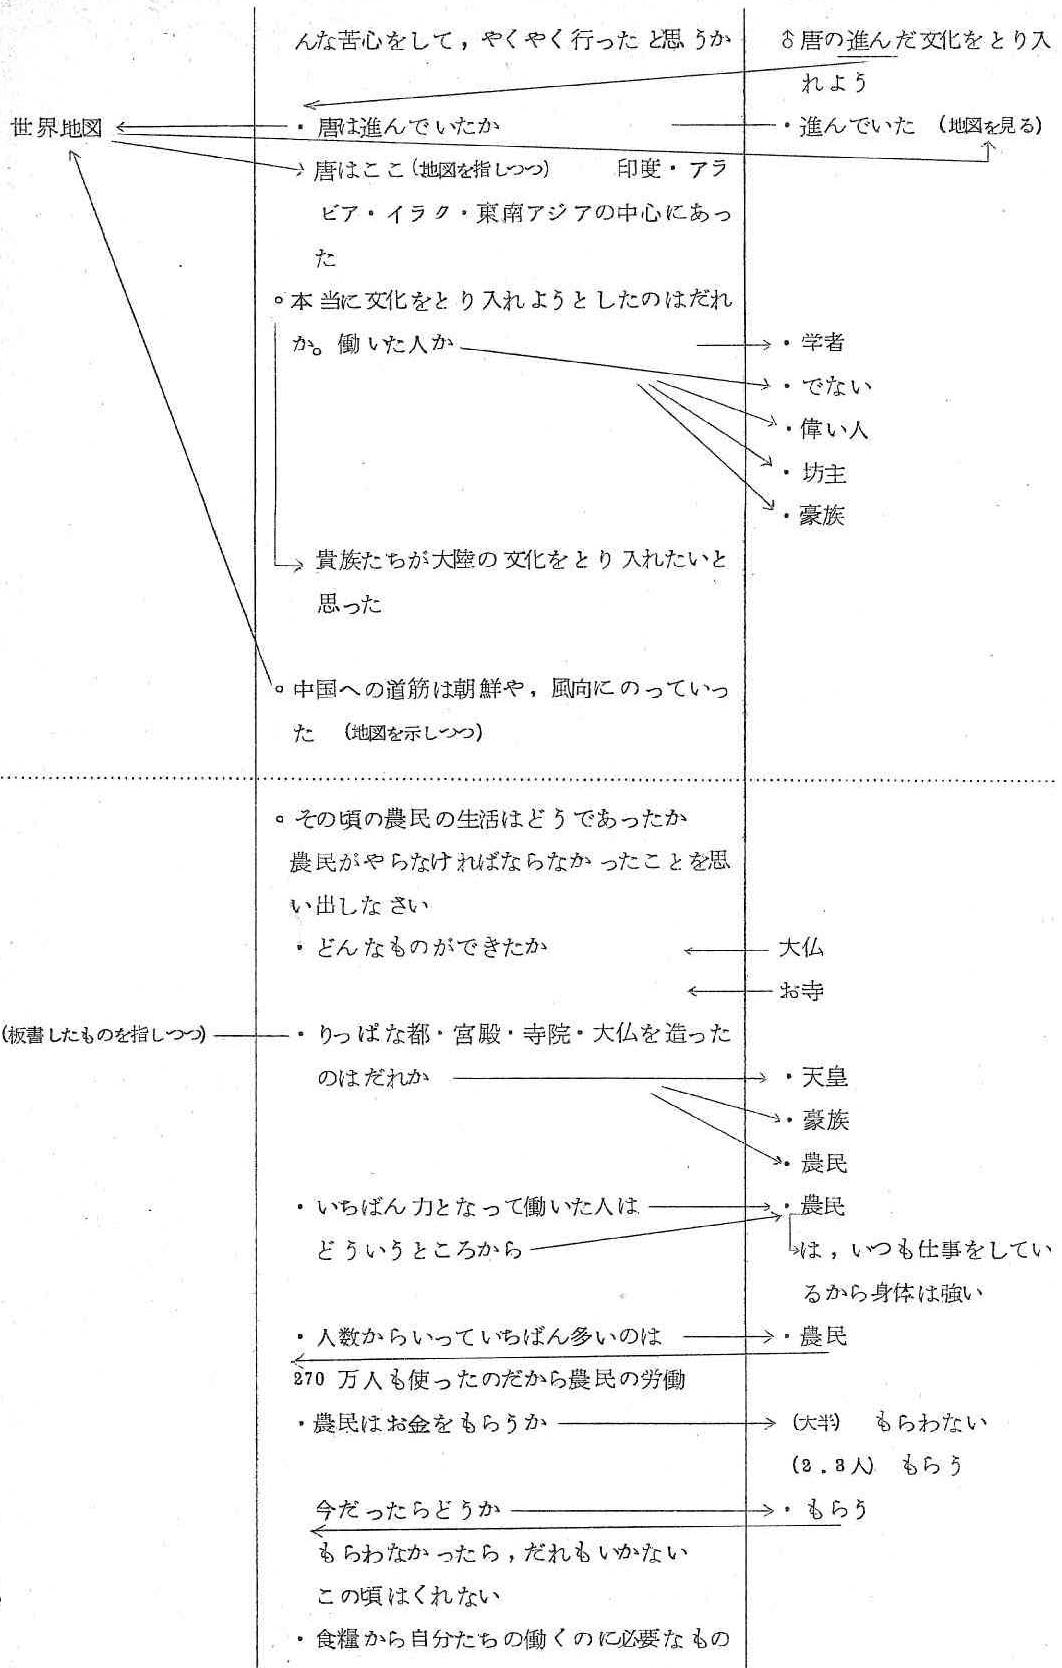 んな苦心をして，やくやく行ったと思うか
♁唐の進んだ文化をとり入
れよう
世界地図
・唐は進んでいたか
・進んでいた　（地図を見る）
唐はここ（地図を指しつつ）　　印度・アラ
ビア・イラク・東南アジアの中心にあっ
た
○本当に文化をとり入れようとしたのはだれ
か。働いた人か
・学者
・でない
・偉い人
・坊主
・豪族
貴族たちが大陸の文化をとり入れたいと
思った
○中国への道筋は朝鮮や，風向にのっていっ
た　（地図を示しつつ）
○その頃の農民の生活はどうであったか
農民がやらなければならなかったことを思
い出しなさい
・どんなものができたか
大仏
お寺
（板書したものを指しつつ）
・りっぱな都・宮殿・寺院・大仏を造った
のはだれか
・天皇
・豪族
・農民
・いちばん力となって働いた人は
・農民
どういうところから
は，いつも仕事をしてい
るから身体は強い
・人数からいっていちばん多いのは
・農民
270 万人も使ったのだから農民の労働
・農民はお金をもらうか
（大半）　もらわない
（2．3人）　もらう
今だったらどうか
・もらう
もらわなかったら，だれもいかない
この頃はくれない
・食糧から自分たちの働くのに必要なもの